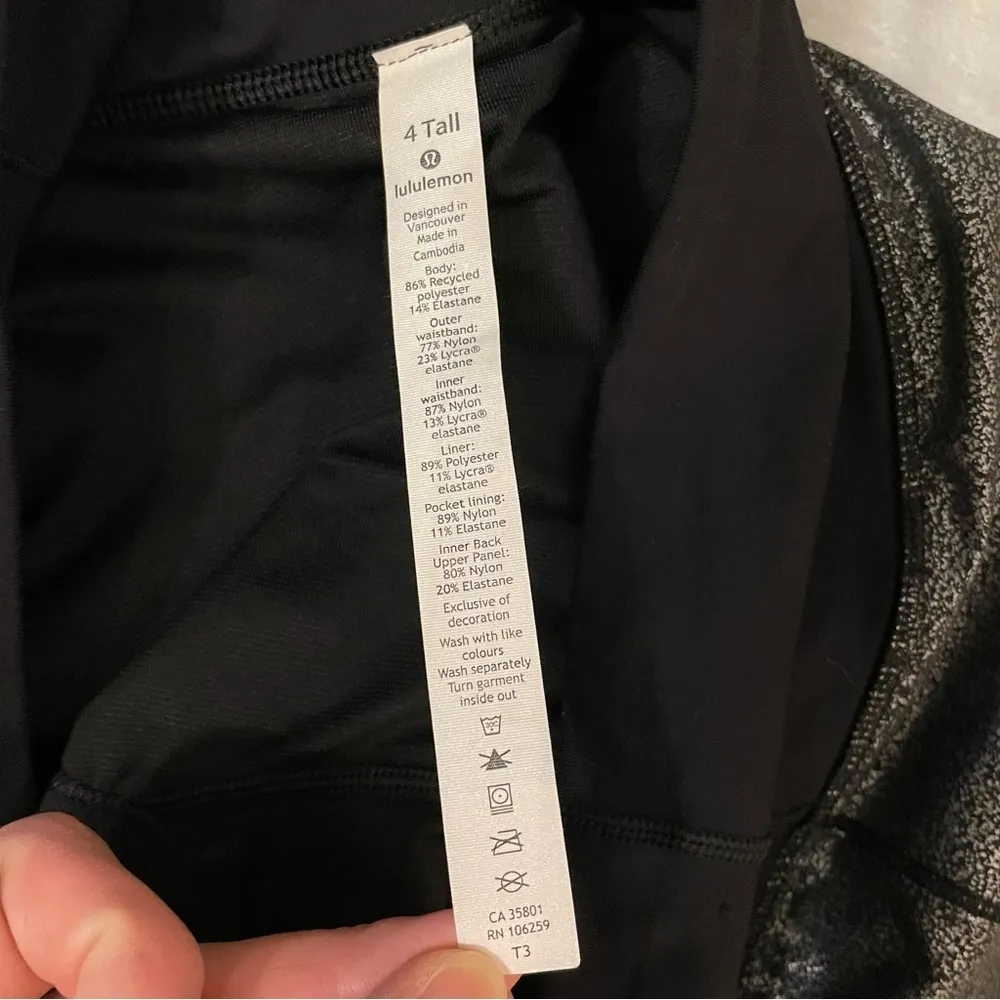 4 Tall
lululemon
Designed in
Vancouver
Made in
Cambodia
Body:
86% Recycled
polyester
14% Elastane
Outer
waistband:
77% Nylon
23% Lycra®
elastane
Inner
waistband:
87% Nylon
13% Lycra®
elastane
Liner:
89% Polyester
11% Lycra®
elastane
Pocket lining:
89% Nylon
11% Elastane
Inner Back
Upper Panel:
80% Nylon
20% Elastane
Exclusive of
decoration
Wash with like
colours
Wash separately
Turn garment
inside out
30C
CA 35801
RN 106259
T3